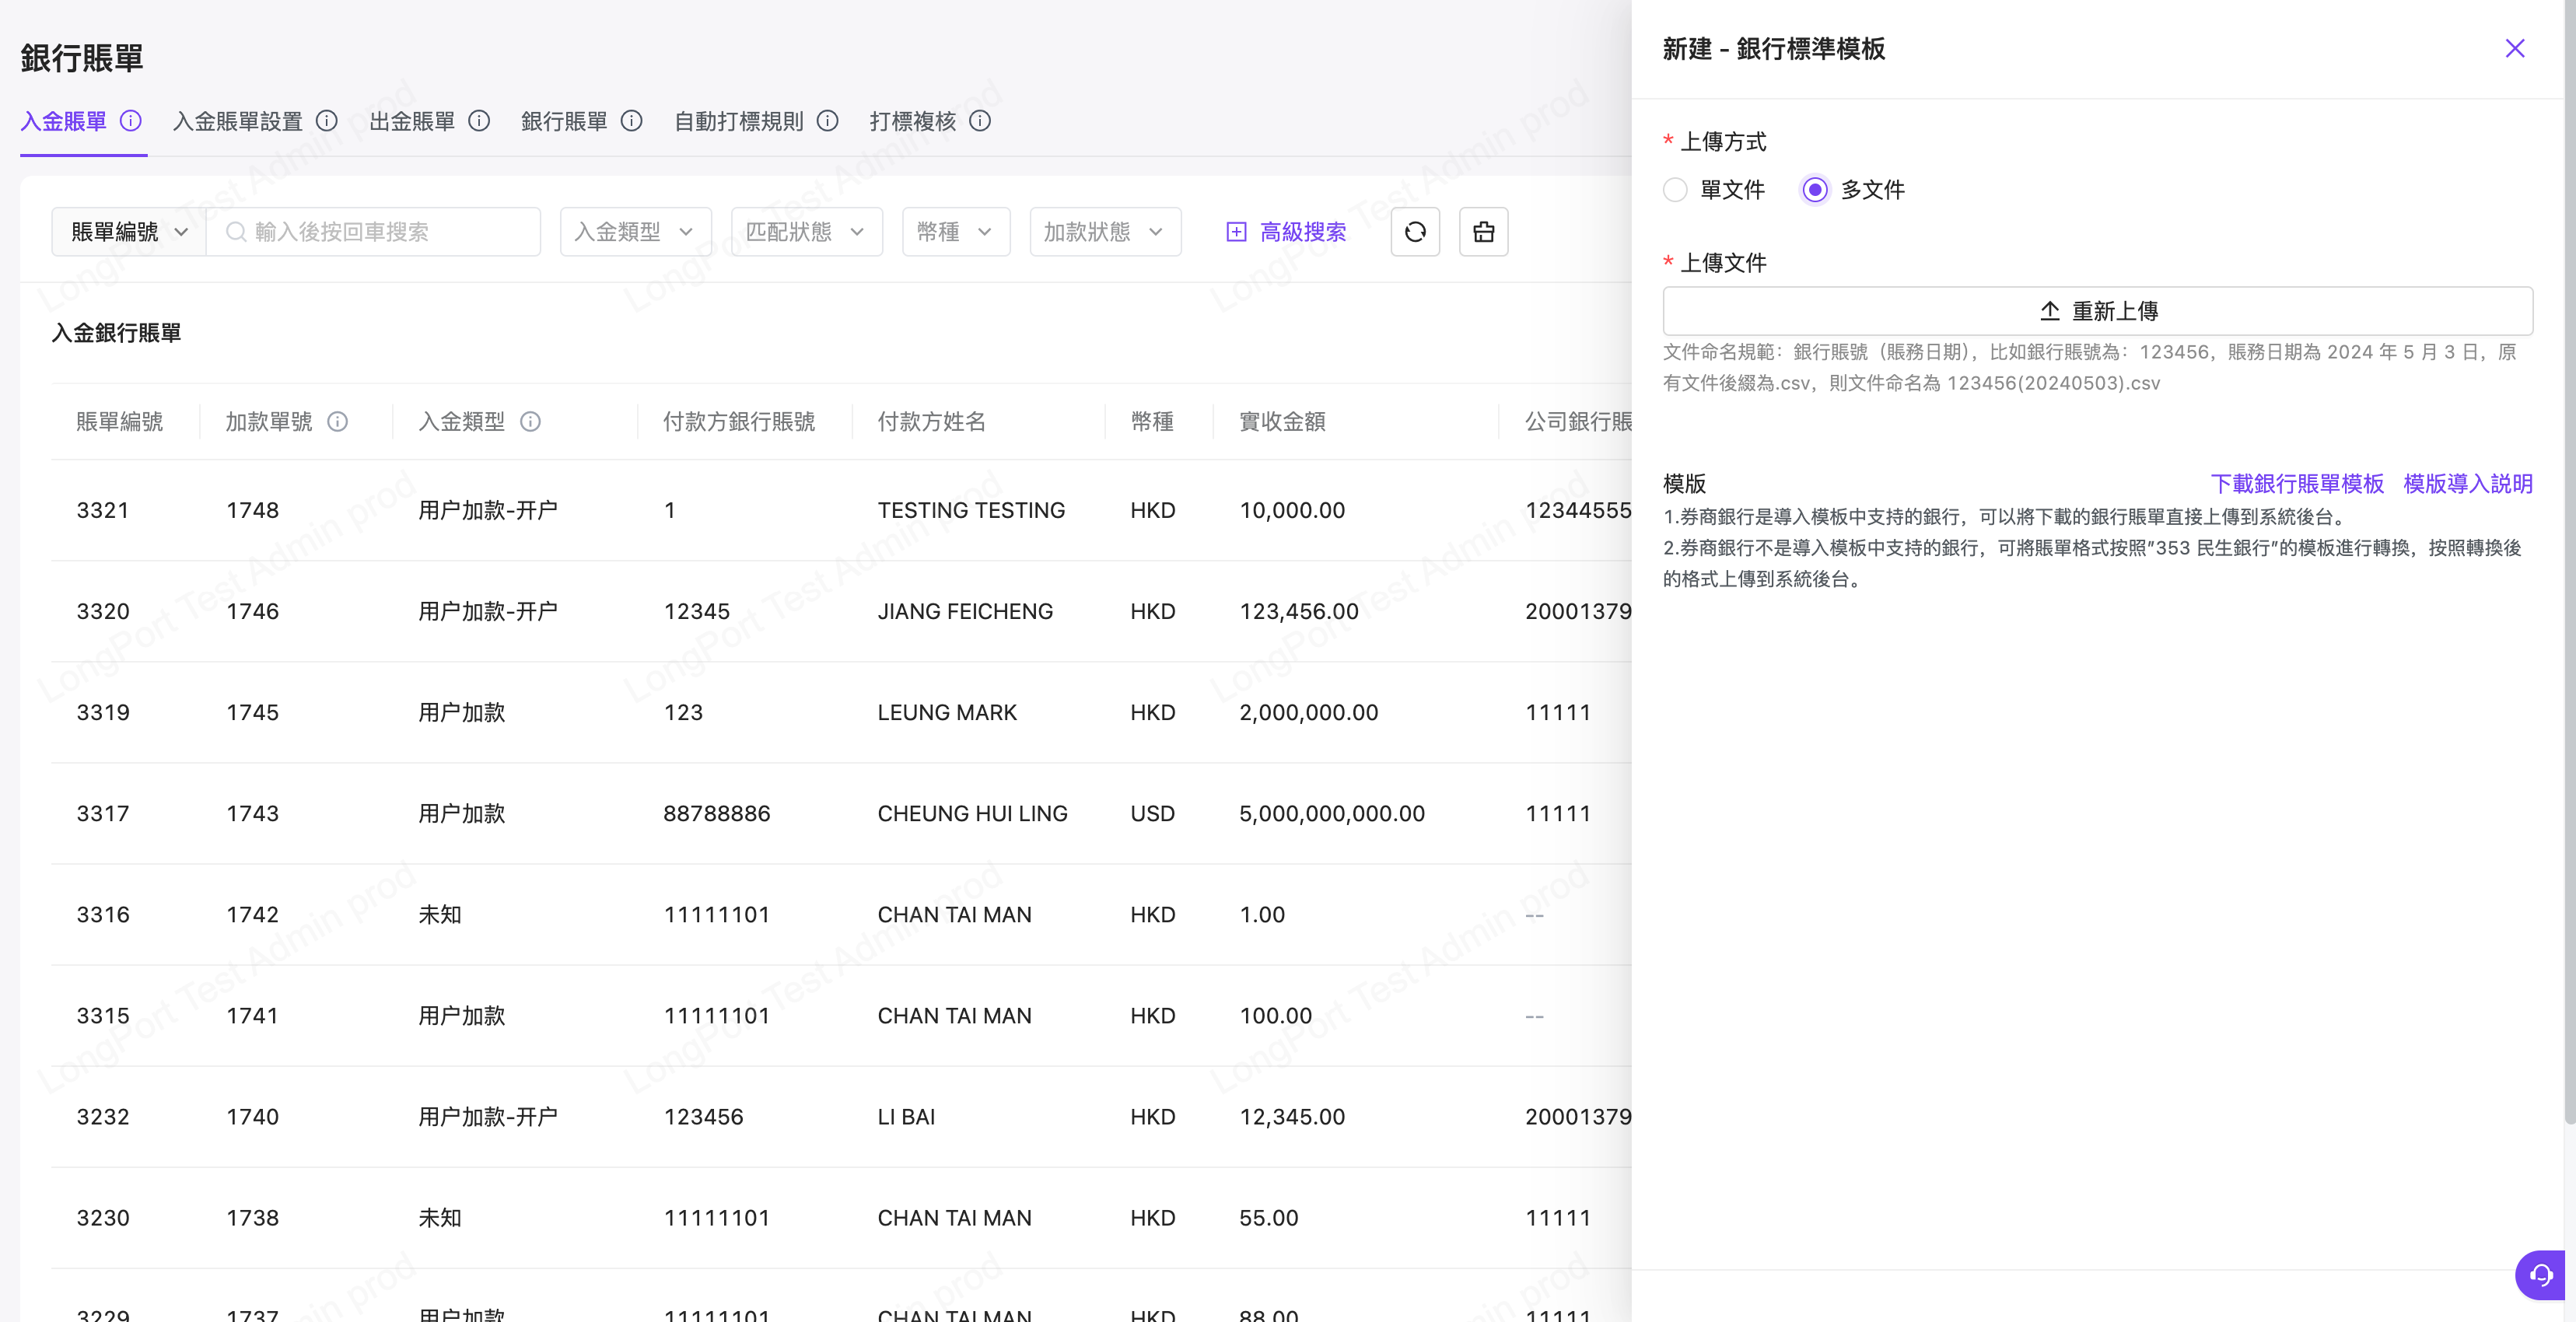 銀行賬單
入金賬單 入金賬單設置 出金賬單 銀行賬單 自動打標規則 打標複核
賬單編號 輸入後按回車搜索 入金類型 匹配狀態 幣種 加款狀態 高級搜索
入金銀行賬單
賬單編號 加款單號 入金類型 付款方銀行賬號 付款方姓名 幣種 實收金額 公司銀行賬
3321 1748 用户加款-开户 1 TESTING TESTING HKD 10,000.00 12344555
3320 1746 用户加款-开户 12345 JIANG FEICHENG HKD 123,456.00 20001379
3319 1745 用户加款 123 LEUNG MARK HKD 2,000,000.00 11111
3317 1743 用户加款 88788886 CHEUNG HUI LING USD 5,000,000,000.00 11111
3316 1742 未知 11111101 CHAN TAI MAN HKD 1.00 --
3315 1741 用户加款 11111101 CHAN TAI MAN HKD 100.00 --
3232 1740 用户加款-开户 123456 LI BAI HKD 12,345.00 20001379
3230 1738 未知 11111101 CHAN TAI MAN HKD 55.00 11111
3229 1737 用户加款 11111101 CHAN TAI MAN HKD 88.00 11111
新建 - 銀行標準模板
* 上傳方式
單文件 多文件
* 上傳文件
重新上傳
文件命名規範：銀行賬號（賬務日期），比如銀行賬號為：123456，賬務日期為 2024 年 5 月 3 日，原
有文件後綴為.csv，則文件命名為 123456(20240503).csv
模版 下載銀行賬單模板 模版導入説明
1.券商銀行是導入模板中支持的銀行，可以將下載的銀行賬單直接上傳到系統後台。
2.券商銀行不是導入模板中支持的銀行，可將賬單格式按照"353 民生銀行"的模板進行轉換，按照轉換後
的格式上傳到系統後台。
LongPort Test Admin prod